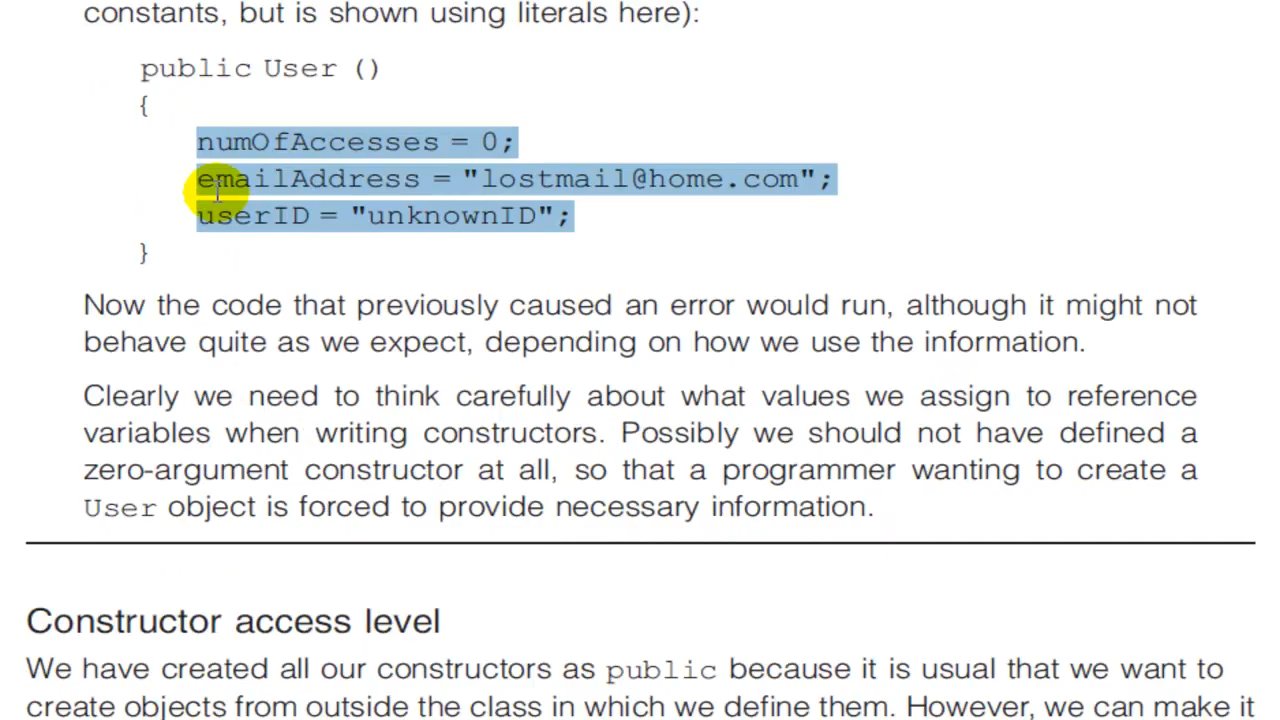 constants, but is shown using literals here):
public User ()
{
numOfAccesses = 0;
emailAddress = "lostmail@home.com";
userID = "unknownID";
}
Now the code that previously caused an error would run, although it might not
behave quite as we expect, depending on how we use the information.
Clearly we need to think carefully about what values we assign to reference
variables when writing constructors. Possibly we should not have defined a
zero-argument constructor at all, so that a programmer wanting to create a
User object is forced to provide necessary information.
Constructor access level
We have created all our constructors as public because it is usual that we want to
create objects from outside the class in which we define them. However, we can make it